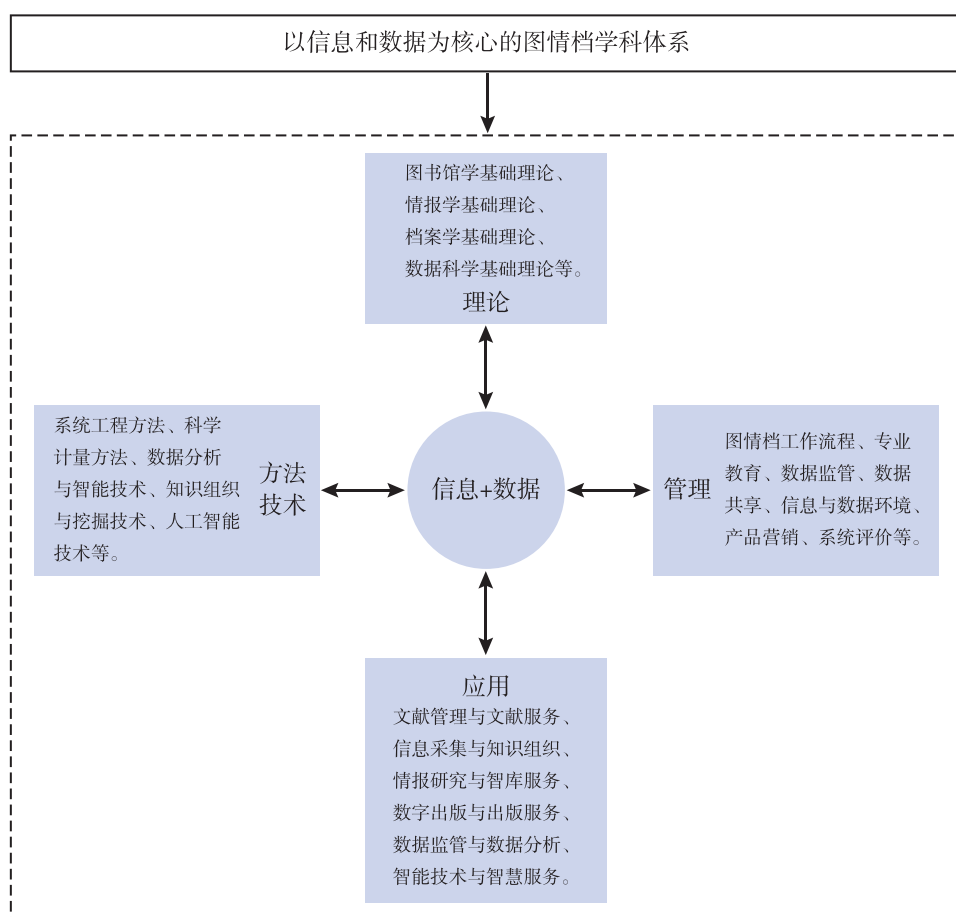 以信息和数据为核心的图情档学科体系
图书馆学基础理论、
情报学基础理论、
档案学基础理论、
数据科学基础理论等。
理论
系统工程方法、科学
计量方法、数据分析
与智能技术、知识组织
与挖掘技术、人工智能
技术等。
方法
技术
信息+数据
管理
图情档工作流程、专业
教育、数据监管、数据
共享、信息与数据环境、
产品营销、系统评价等。
应用
文献管理与文献服务、
信息采集与知识组织、
情报研究与智库服务、
数字出版与出版服务、
数据监管与数据分析、
智能技术与智慧服务。